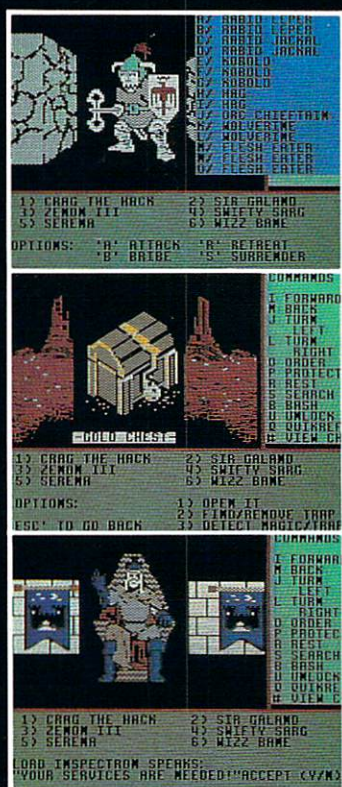 A/ RABID LEPER
B/ RABID LEPER
C/ RABID JACKAL
D/ RABID JACKAL
E/ KOBOLD
F/ KOBOLD
G/ KOBOLD
H/ HAG
I/ HAG
J/ ORC CHIEFTAIN
K/ WOLVERINE
L/ WOLVERINE
M/ FLESH EATER
N/ FLESH EATER
O/ FLESH EATER
1) CRAG THE HACK 2) SIR GALAND
3) ZENON III 4) SWIFTY SARG
5) SERENA 6) WIZZ BANE
OPTIONS: 'A' ATTACK 'R' RETREAT
'B' BRIBE 'S' SURRENDER
COMMANDS
I FORWARD
M BACK
J TURN
LEFT
L TURN
RIGHT
O ORDER
P PROTECT
R REST
S SEARCH
B BASH
U UNLOCK
Q QUIKREF
# VIEW CH
-GOLD CHEST-
1) CRAG THE HACK 2) SIR GALAND
3) ZENON III 4) SWIFTY SARG
5) SERENA 6) WIZZ BANE
OPTIONS: 1) OPEN IT
2) FIND/REMOVE TRAP
ESC' TO GO BACK 3) DETECT MAGIC/TRAP
COMMANDS
I FORWAR
M BACK
J TURN
LEFT
L TURN
RIGHT
O ORDER
P PROTEC
R REST
S SEARCH
B BASH
U UNLOCK
Q QUIKRE
# VIEW C
1) CRAG THE HACK 2) SIR GALAND
3) ZENON III 4) SWIFTY SARG
5) SERENA 6) WIZZ BANE
LORD INSPECTRON SPEAKS:
"YOUR SERVICES ARE NEEDED!"ACCEPT (Y/N)